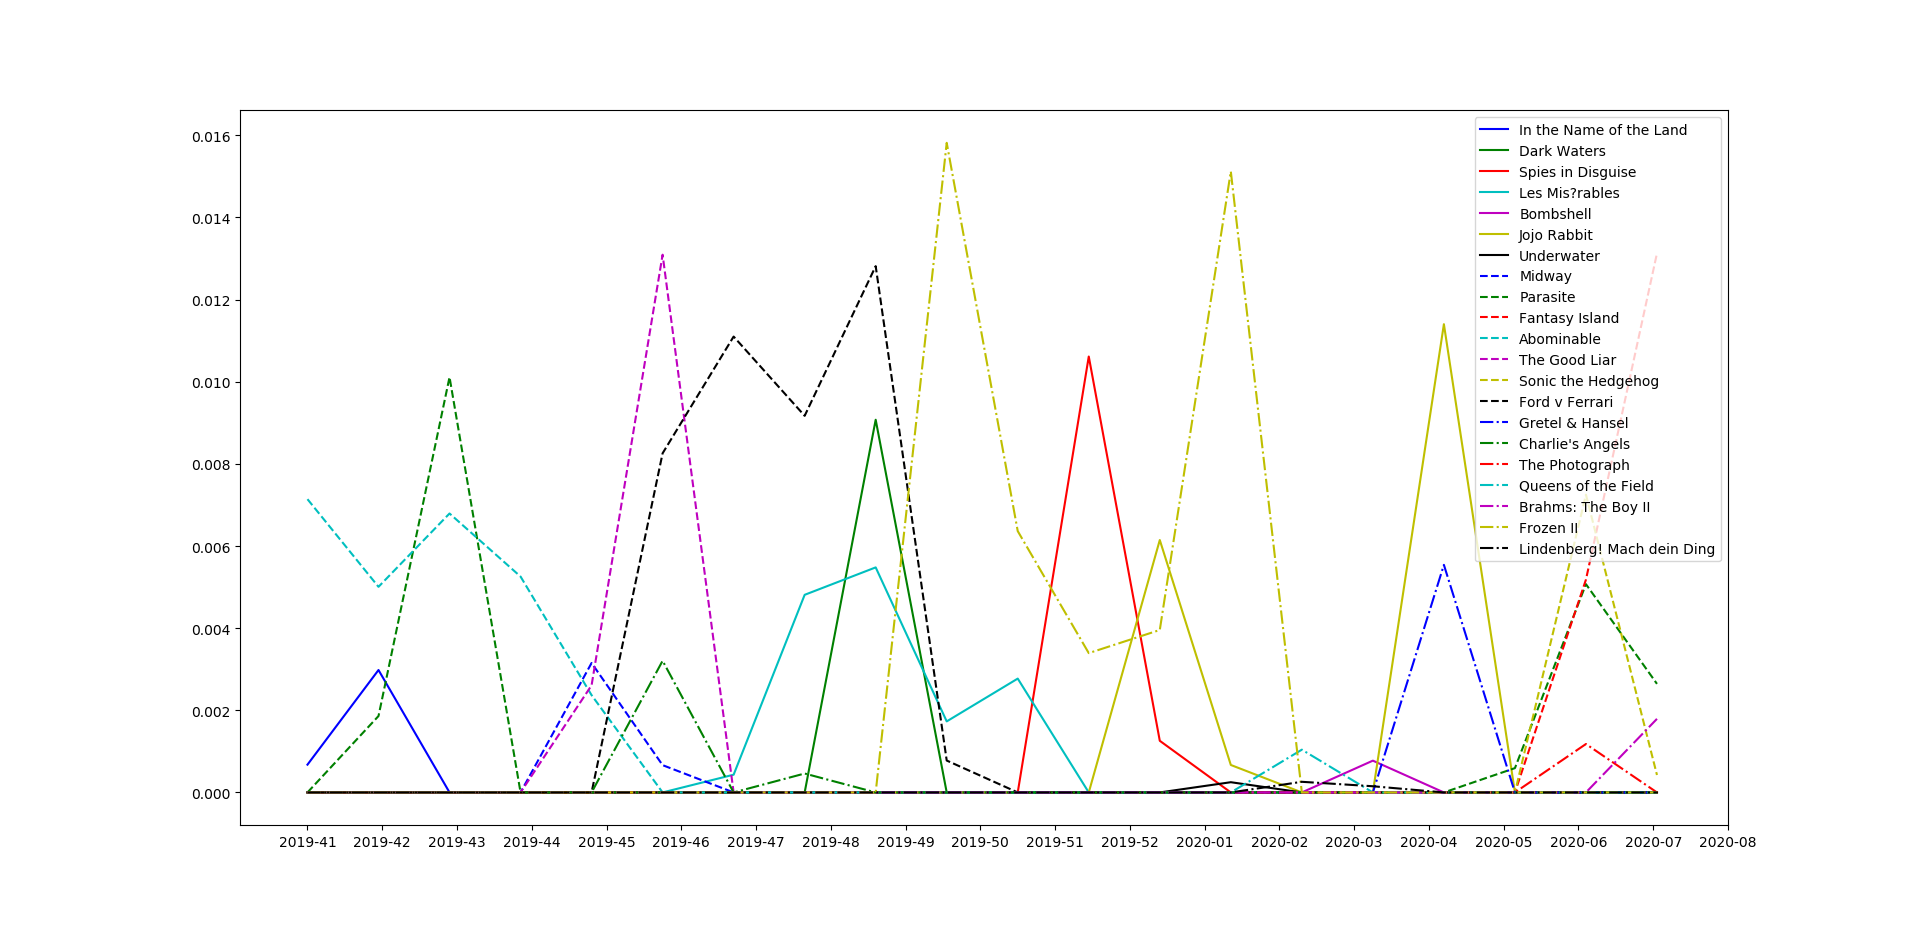 0.016
0.014
0.012
0.010
0.008
0.006
0.004
0.002
0.000
2019-41 2019-42 2019-43 2019-44 2019-45 2019-46 2019-47 2019-48 2019-49 2019-50 2019-51 2019-52 2020-01 2020-02 2020-03 2020-04 2020-05 2020-06 2020-07 2020-08
In the Name of the Land
Dark Waters
Spies in Disguise
Les Mis?rables
Bombshell
Jojo Rabbit
Underwater
Midway
Parasite
Fantasy Island
Abominable
The Good Liar
Sonic the Hedgehog
Ford v Ferrari
Gretel & Hansel
Charlie's Angels
The Photograph
Queens of the Field
Brahms: The Boy II
Frozen II
Lindenberg! Mach dein Ding